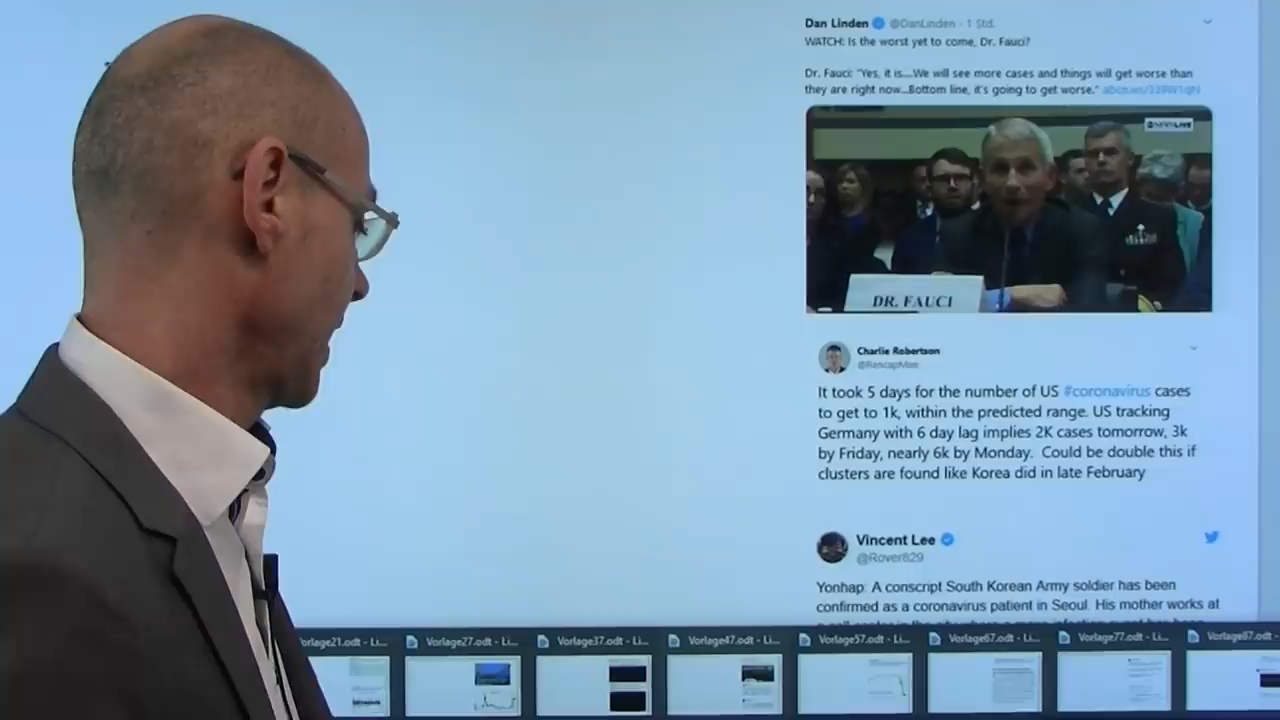 Dan Linden @DanLinden · 1 Std.
WATCH: Is the worst yet to come, Dr. Fauci?
Dr. Fauci: "Yes, it is....We will see more cases and things will get worse than
they are right now...Bottom line, it's going to get worse."
NEWS LIVE
DR. FAUCI
Charlie Robertson
It took 5 days for the number of US #coronavirus cases
to get to 1k, within the predicted range. US tracking
Germany with 6 day lag implies 2K cases tomorrow, 3k
by Friday, nearly 6k by Monday. Could be double this if
clusters are found like Korea did in late February
Vincent Lee
@Rover829
Yonhap: A conscript South Korean Army soldier has been
confirmed as a coronavirus patient in Seoul. His mother works at
Vorlage21.odt - Li...
Vorlage27.odt - Li...
Vorlage37.odt - Li...
Vorlage47.odt - Li...
Vorlage57.odt - Li...
Vorlage67.odt - Li...
Vorlage77.odt - Li...
Vorlage87.odt -